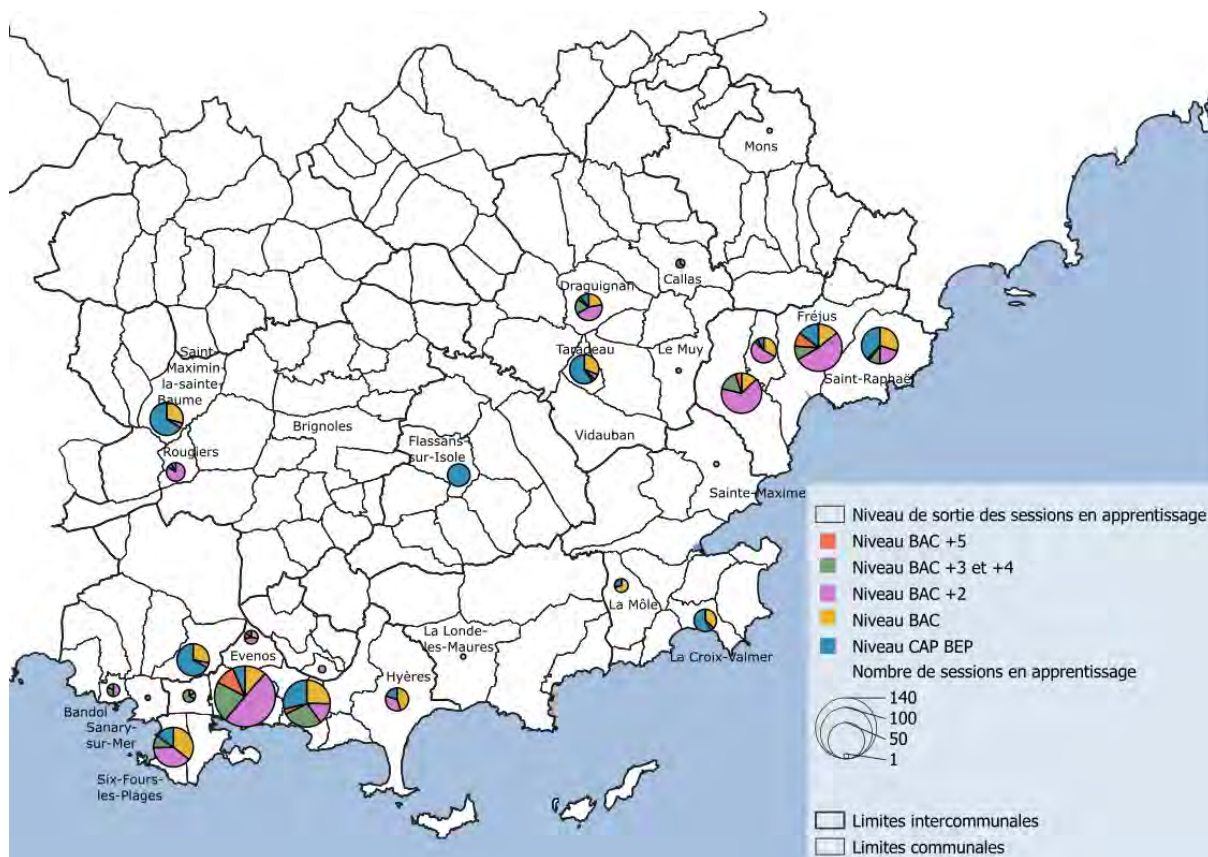 Mons
Callas
Draguignan
Fréjus
Taradeau
Le Muy
Saint-
Maximin-
la-sainte-
Baume
Saint-Raphaël
Brignoles
Vidauban
Flassans
sur-Isole
Rougiers
Sainte-Maxime
La Môle
La Londe-
les-Maures
La Croix-Valmer
Evenos
Hyères
Bandol
Sanary-
sur-Mer
Six-Fours-
les-Plages
Niveau de sortie des sessions en apprentissage
Niveau BAC +5
Niveau BAC +3 et +4
Niveau BAC +2
Niveau BAC
Niveau CAP BEP
Nombre de sessions en apprentissage
140
100
50
1
Limites intercommunales
Limites communales